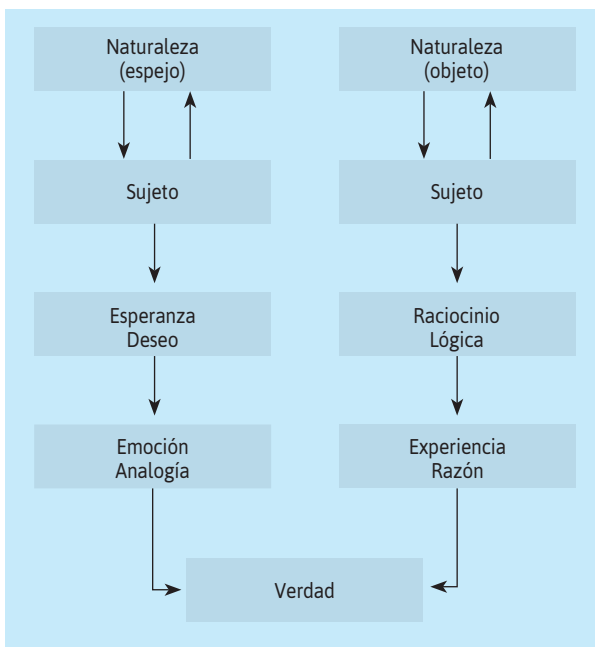 Naturaleza
(espejo)
Naturaleza
(objeto)
Sujeto
Sujeto
Esperanza
Deseo
Raciocinio
Lógica
Emoción
Analogía
Experiencia
Razón
Verdad